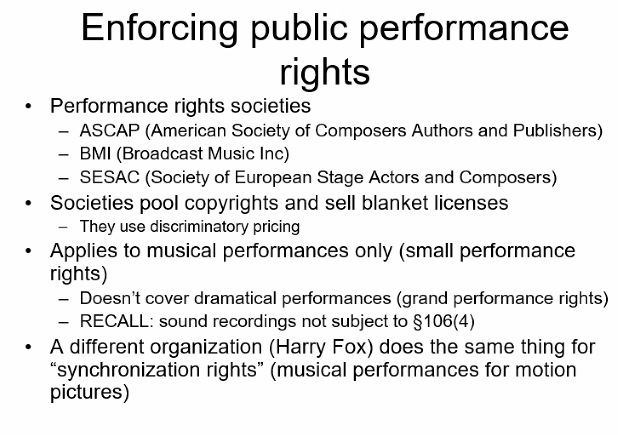 Enforcing public performance
rights
• Performance rights societies
– ASCAP (American Society of Composers Authors and Publishers)
– BMI (Broadcast Music Inc)
– SESAC (Society of European Stage Actors and Composers)
• Societies pool copyrights and sell blanket licenses
– They use discriminatory pricing
• Applies to musical performances only (small performance
rights)
– Doesn't cover dramatical performances (grand performance rights)
– RECALL: sound recordings not subject to §106(4)
• A different organization (Harry Fox) does the same thing for
“synchronization rights” (musical performances for motion
pictures)